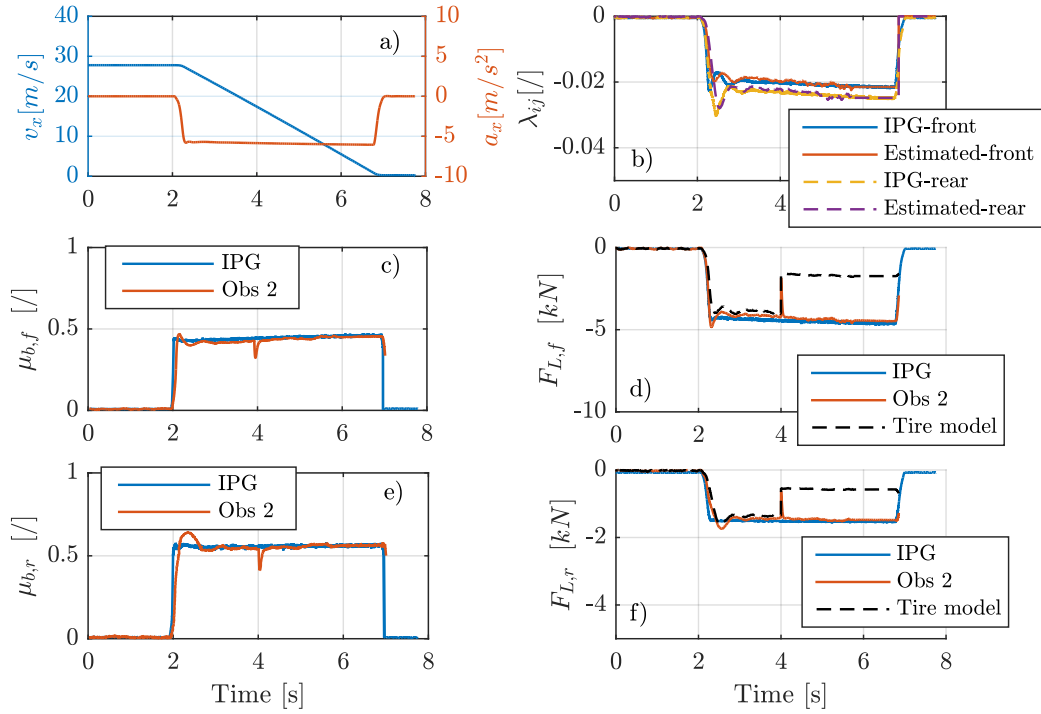 40
30
20
10
0
v_x[m/s]
a)
10
5
0
-5
-10
a_x[m/s²]
0 2 4 6 8
0
-0.02
-0.04
λ_ij[/]
b)
0 2 4
IPG-front
Estimated-front
IPG-rear
Estimated-rear
1
0.5
0
μ_b,f [/]
c)
IPG
Obs 2
0 2 4 6 8
0
-5
-10
F_L,f [kN]
d)
IPG
Obs 2
Tire model
0 2 4 6 8
1
0.5
0
μ_b,r [/]
e)
IPG
Obs 2
0 2 4 6 8
Time [s]
0
-2
-4
F_L,r [kN]
f)
IPG
Obs 2
Tire model
0 2 4 6 8
Time [s]